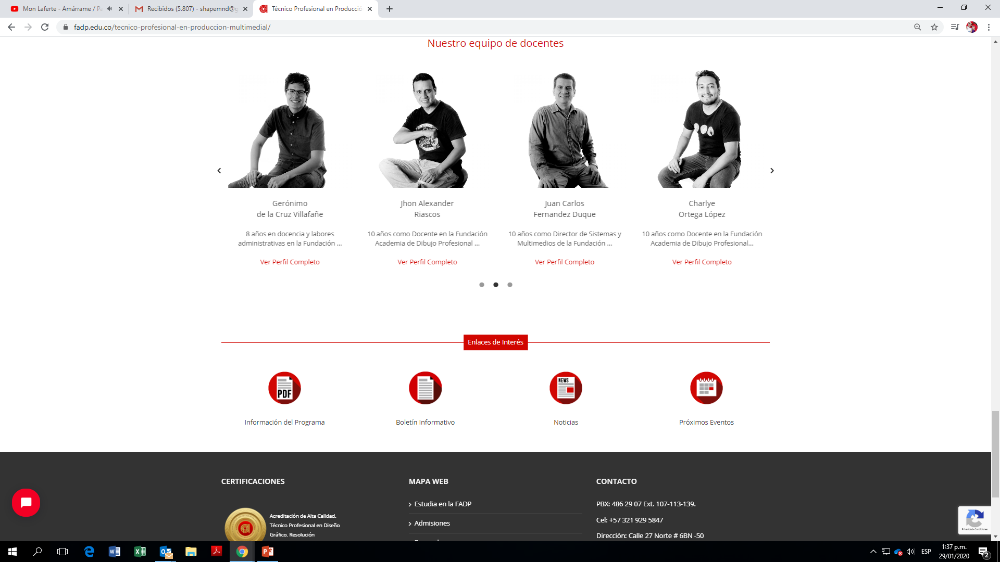 Mon Laferte - Amárrame / Pa
Recibidos (5.807) - shapemnd@g
Técnico Profesional en Producció
fadp.edu.co/tecnico-profesional-en-produccion-multimedial/
Nuestro equipo de docentes
Gerónimo
de la Cruz Villafañe
8 años en docencia y labores
administrativas en la Fundación ...
Ver Perfil Completo
Jhon Alexander
Riascos
10 años como Docente en la Fundación
Academia de Dibujo Profesional ...
Ver Perfil Completo
Juan Carlos
Fernandez Duque
10 años como Director de Sistemas y
Multimedios de la Fundación ...
Ver Perfil Completo
Charlye
Ortega López
10 años como Docente en la Fundación
Academia de Dibujo Profesional...
Ver Perfil Completo
Enlaces de Interés
PDF
NEWS
Información del Programa
Boletín Informativo
Noticias
Próximos Eventos
CERTIFICACIONES
Acreditación de Alta Calidad.
Técnico Profesional en Diseño
Gráfico. Resolución
MAPA WEB
Estudia en la FADP
Admisiones
CONTACTO
PBX: 486 29 07 Ext. 107-113-139.
Cel: +57 321 929 5847
Dirección: Calle 27 Norte # 6BN -50
Privacidad - Condiciones
ESP
1:37 p.m.
29/01/2020
2